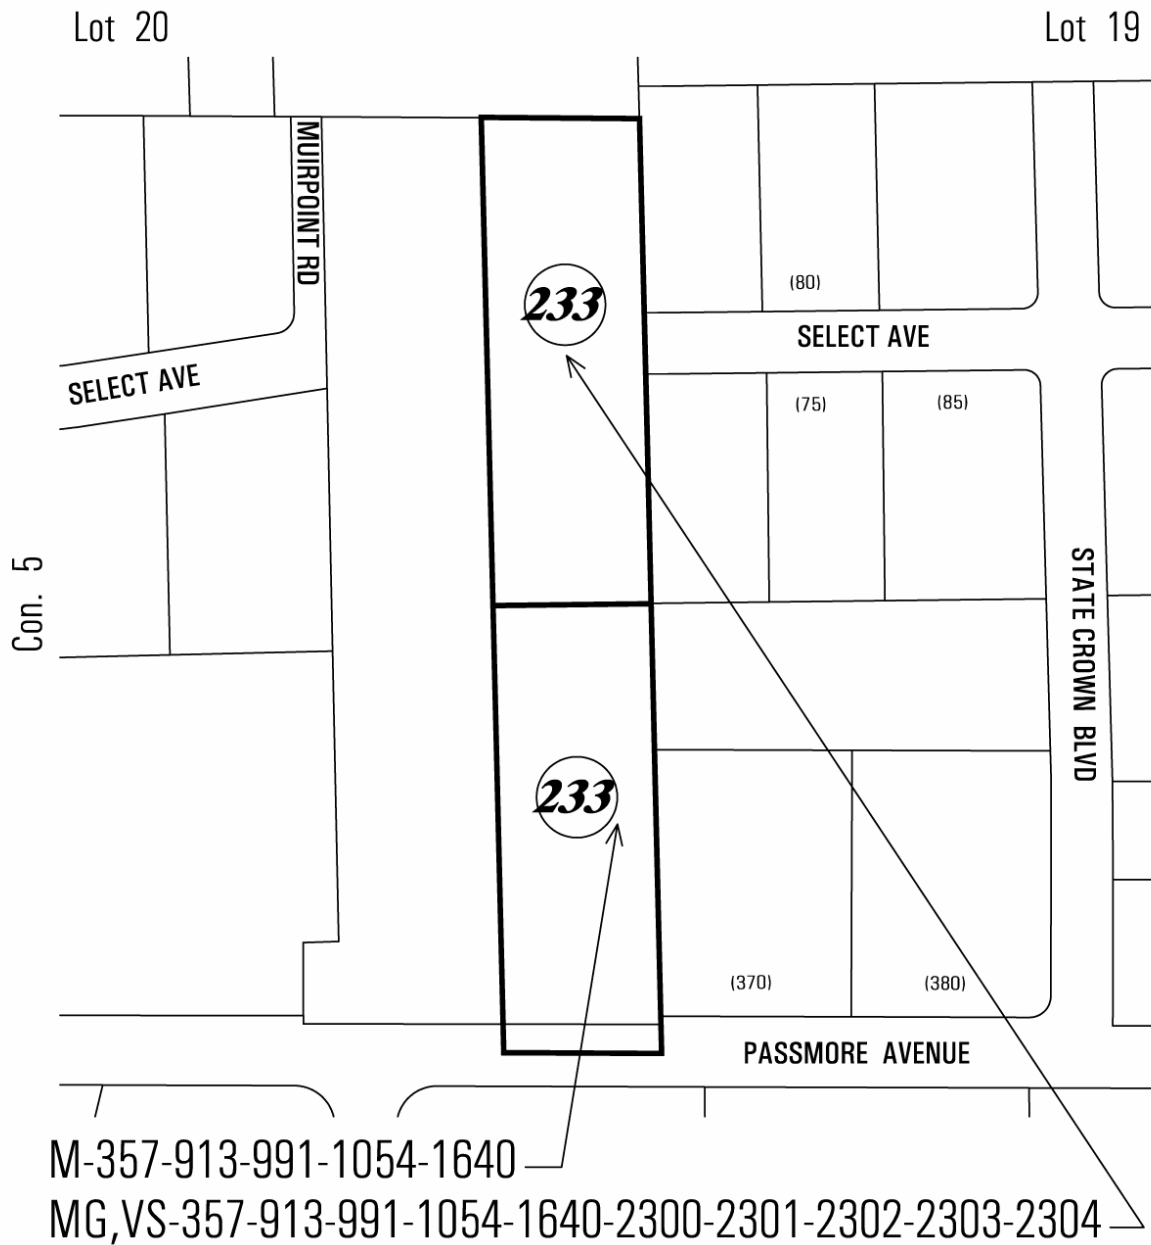 Lot 20
Lot 19
MUIRPOINT RD
(80)
233
SELECT AVE
SELECT AVE
(75)
(85)
Con. 5
STATE CROWN BLVD
233
(370)
(380)
PASSMORE AVENUE
M-357-913-991-1054-1640
MG,VS-357-913-991-1054-1640-2300-2301-2302-2303-2304